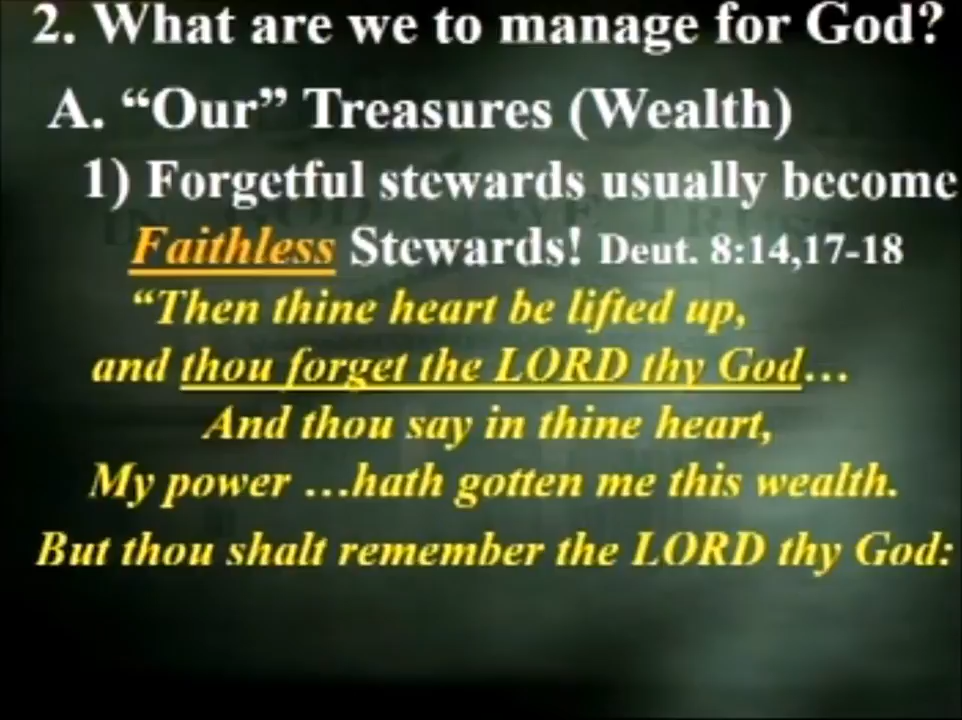 2. What are we to manage for God?
A. “Our” Treasures (Wealth)
1) Forgetful stewards usually become
Faithless Stewards! Deut. 8:14,17-18
“Then thine heart be lifted up,
and thou forget the LORD thy God…
And thou say in thine heart,
My power …hath gotten me this wealth.
But thou shalt remember the LORD thy God: